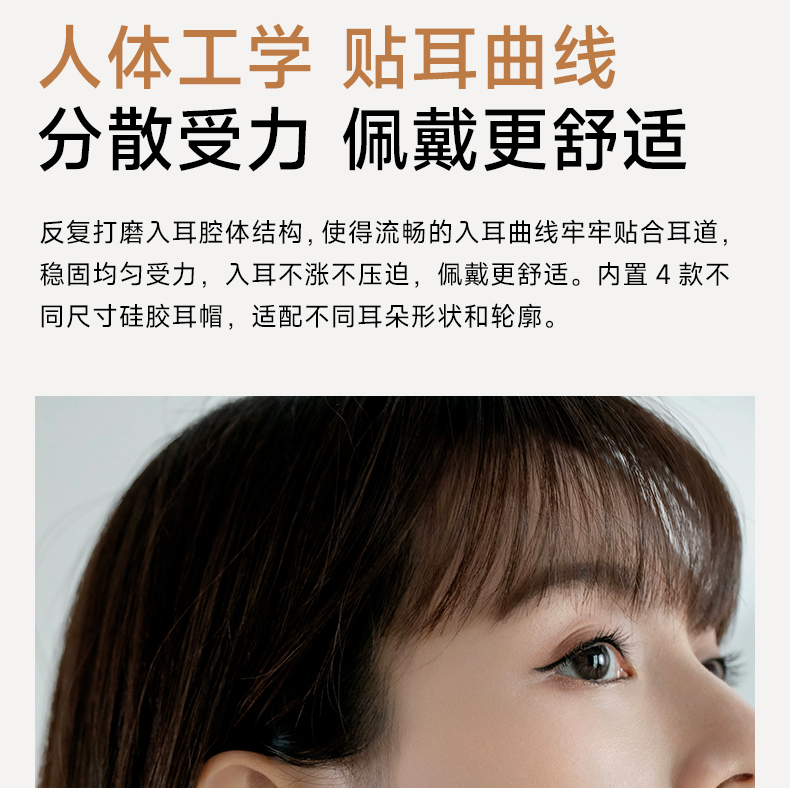 人体工学 贴耳曲线
分散受力 佩戴更舒适
反复打磨入耳腔体结构，使得流畅的入耳曲线牢牢贴合耳道，
稳固均匀受力，入耳不涨不压迫，佩戴更舒适。内置 4 款不
同尺寸硅胶耳帽，适配不同耳朵形状和轮廓。